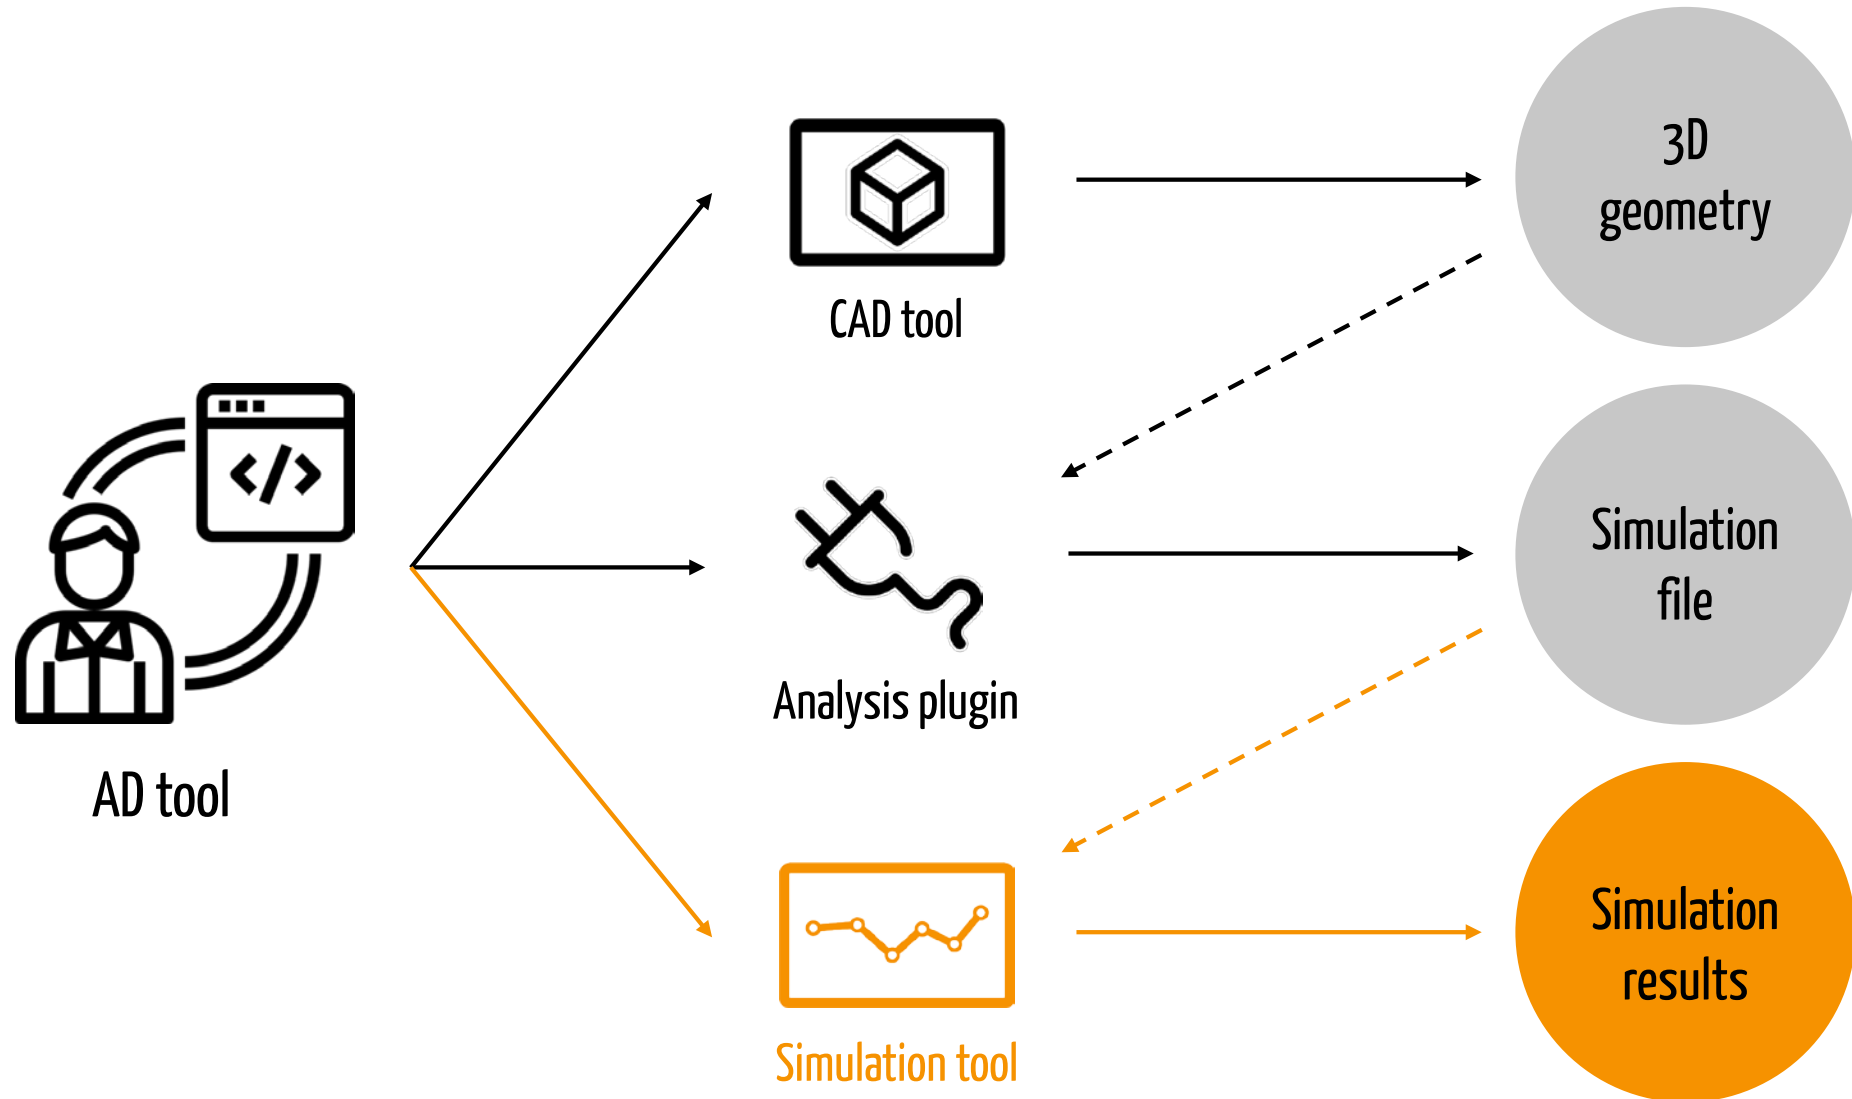 3D
geometry
CAD tool
</>
Simulation
file
Analysis plugin
AD tool
Simulation
results
Simulation tool